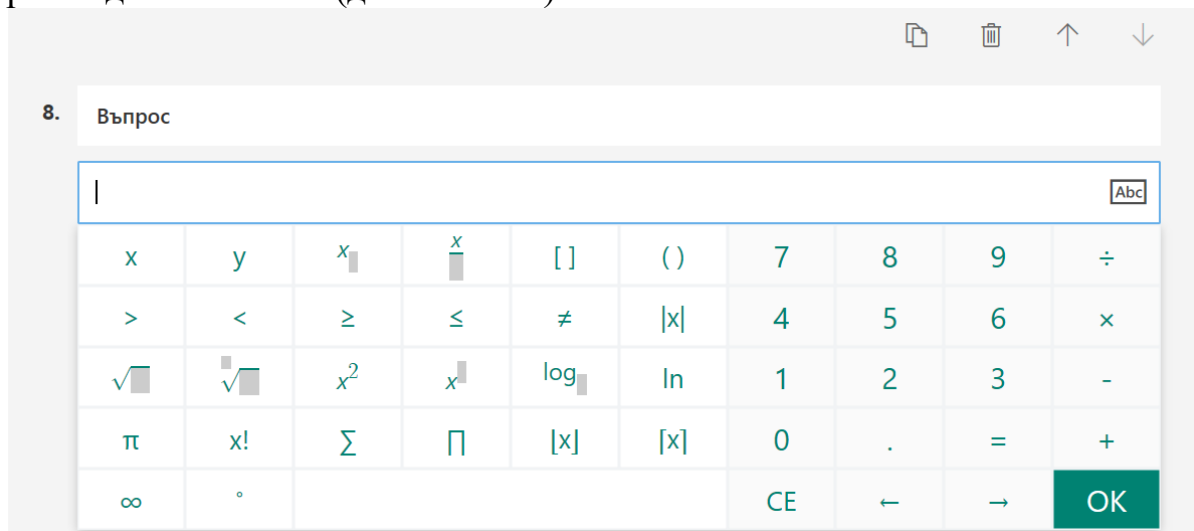 8. Въпрос
Abc
x y x x [ ] ( ) 7 8 9 ÷
> < ≥ ≤ ≠ |x| 4 5 6 ×
√ √ x² x log ln 1 2 3 -
π x! ∑ ∏ ⌊x⌋ ⌈x⌉ 0 . = +
∞ ° CE ← → OK